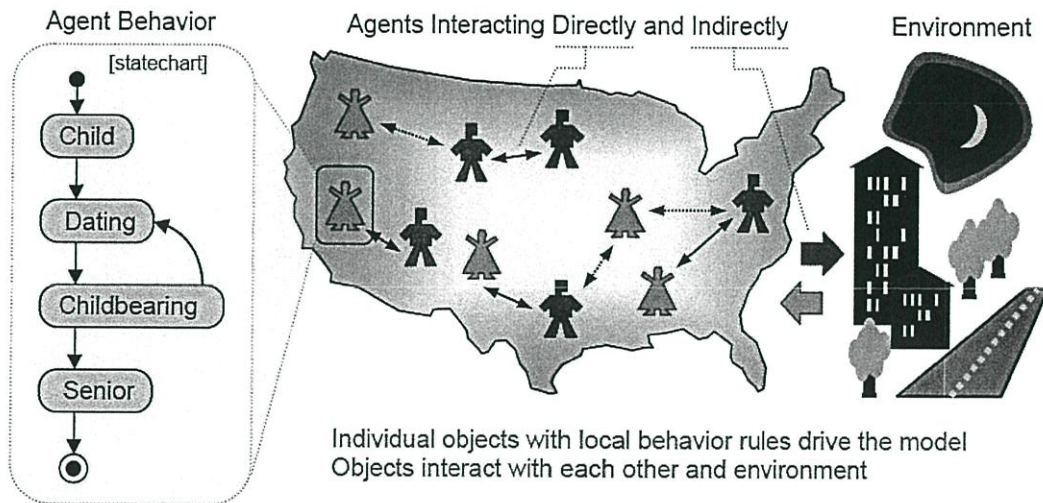 Agent Behavior
Agents Interacting Directly and Indirectly
Environment
[statechart]
Child
Dating
Childbearing
Senior
Individual objects with local behavior rules drive the model
Objects interact with each other and environment